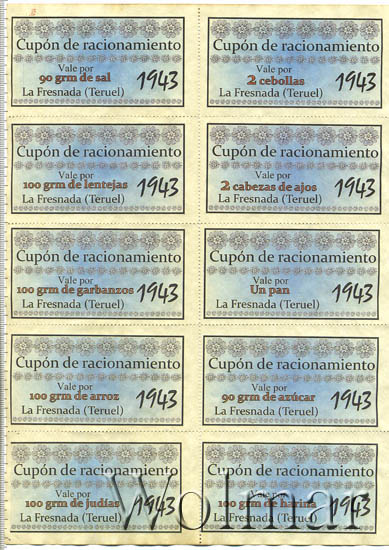 Cupón de racionamiento
Vale por
90 grm de sal
1943
La Fresnada (Teruel)
Cupón de racionamiento
Vale por
2 cebollas
1943
La Fresnada (Teruel)
Cupón de racionamiento
Vale por
100 grm de lentejas
1943
La Fresnada (Teruel)
Cupón de racionamiento
Vale por
2 cabezas de ajos
1943
La Fresnada (Teruel)
Cupón de racionamiento
Vale por
100 grm de garbanzos
1943
La Fresnada (Teruel)
Cupón de racionamiento
Vale por
Un pan
1943
La Fresnada (Teruel)
Cupón de racionamiento
Vale por
100 grm de arroz
1943
La Fresnada (Teruel)
Cupón de racionamiento
Vale por
90 grm de azúcar
1943
La Fresnada (Teruel)
Cupón de racionamiento
Vale por
100 grm de judías
1943
La Fresnada (Teruel)
Cupón de racionamiento
Vale por
100 grm de harina
1943
La Fresnada (Teruel)
Wolmar